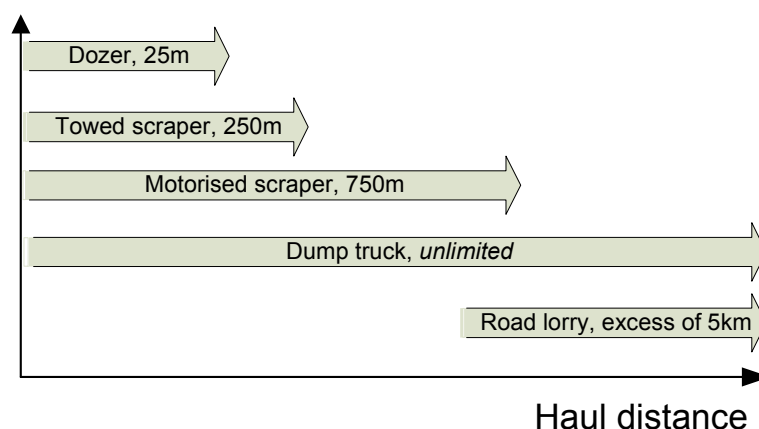 Dozer, 25m
Towed scraper, 250m
Motorised scraper, 750m
Dump truck, unlimited
Road lorry, excess of 5km
Haul distance